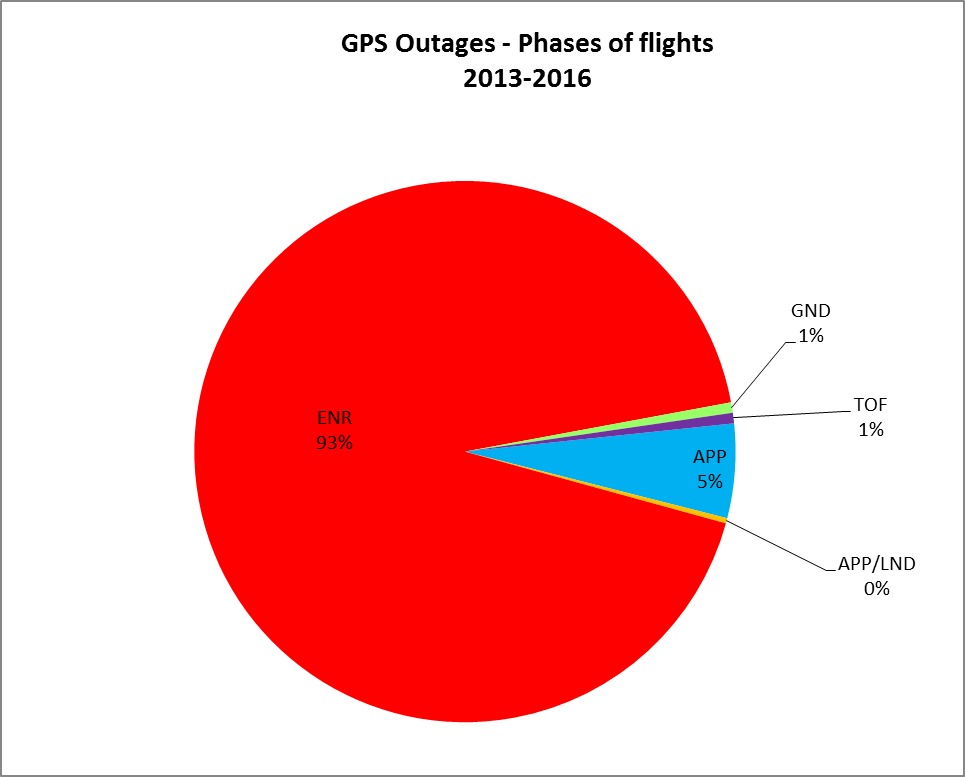 GPS Outages - Phases of flights
2013-2016
GND
1%
TOF
1%
ENR
93%
APP
5%
APP/LND
0%